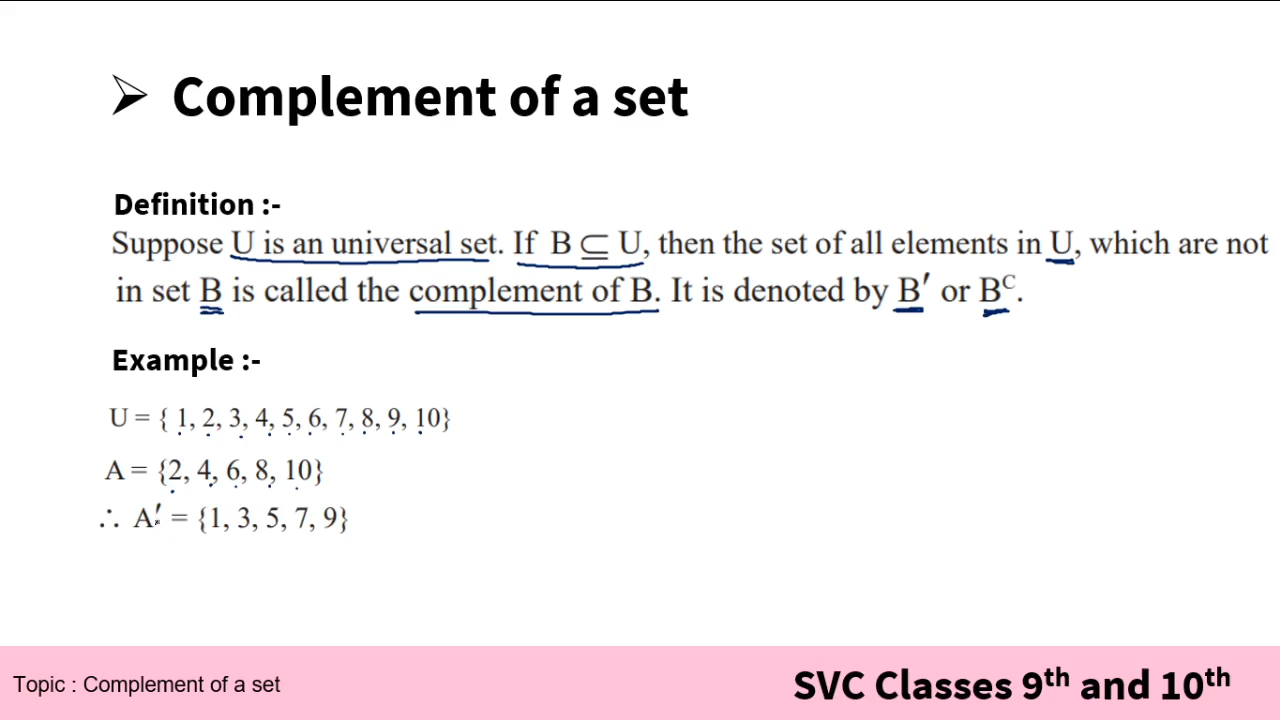 ➢ Complement of a set
Definition :-
Suppose U is an universal set. If B ⊆ U, then the set of all elements in U, which are not
in set B is called the complement of B. It is denoted by B′ or Bᶜ.
Example :-
U = { 1, 2, 3, 4, 5, 6, 7, 8, 9, 10}
A = {2, 4, 6, 8, 10}
∴ A′ = {1, 3, 5, 7, 9}
Topic : Complement of a set
SVC Classes 9th and 10th